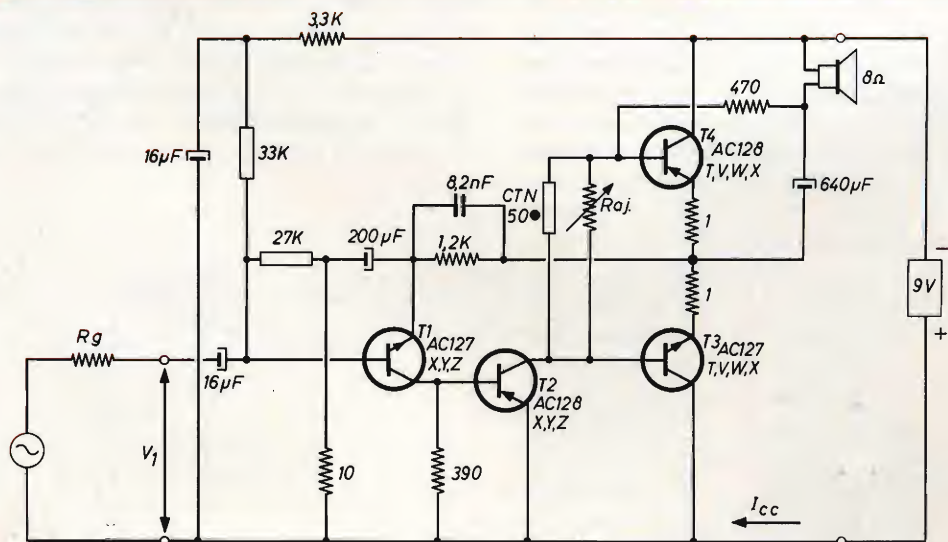 3,3K
8Ω
470
T4
AC128
T,V,W,X
16µF
33K
8,2nF
CTN
50
Raj.
640µF
1
27K
200µF
1,2K
1
9V
−
+
Rg
T1
AC127
X,Y,Z
T3
AC127
T,V,W,X
16µF
T2
AC128
X,Y,Z
V1
10
390
Icc